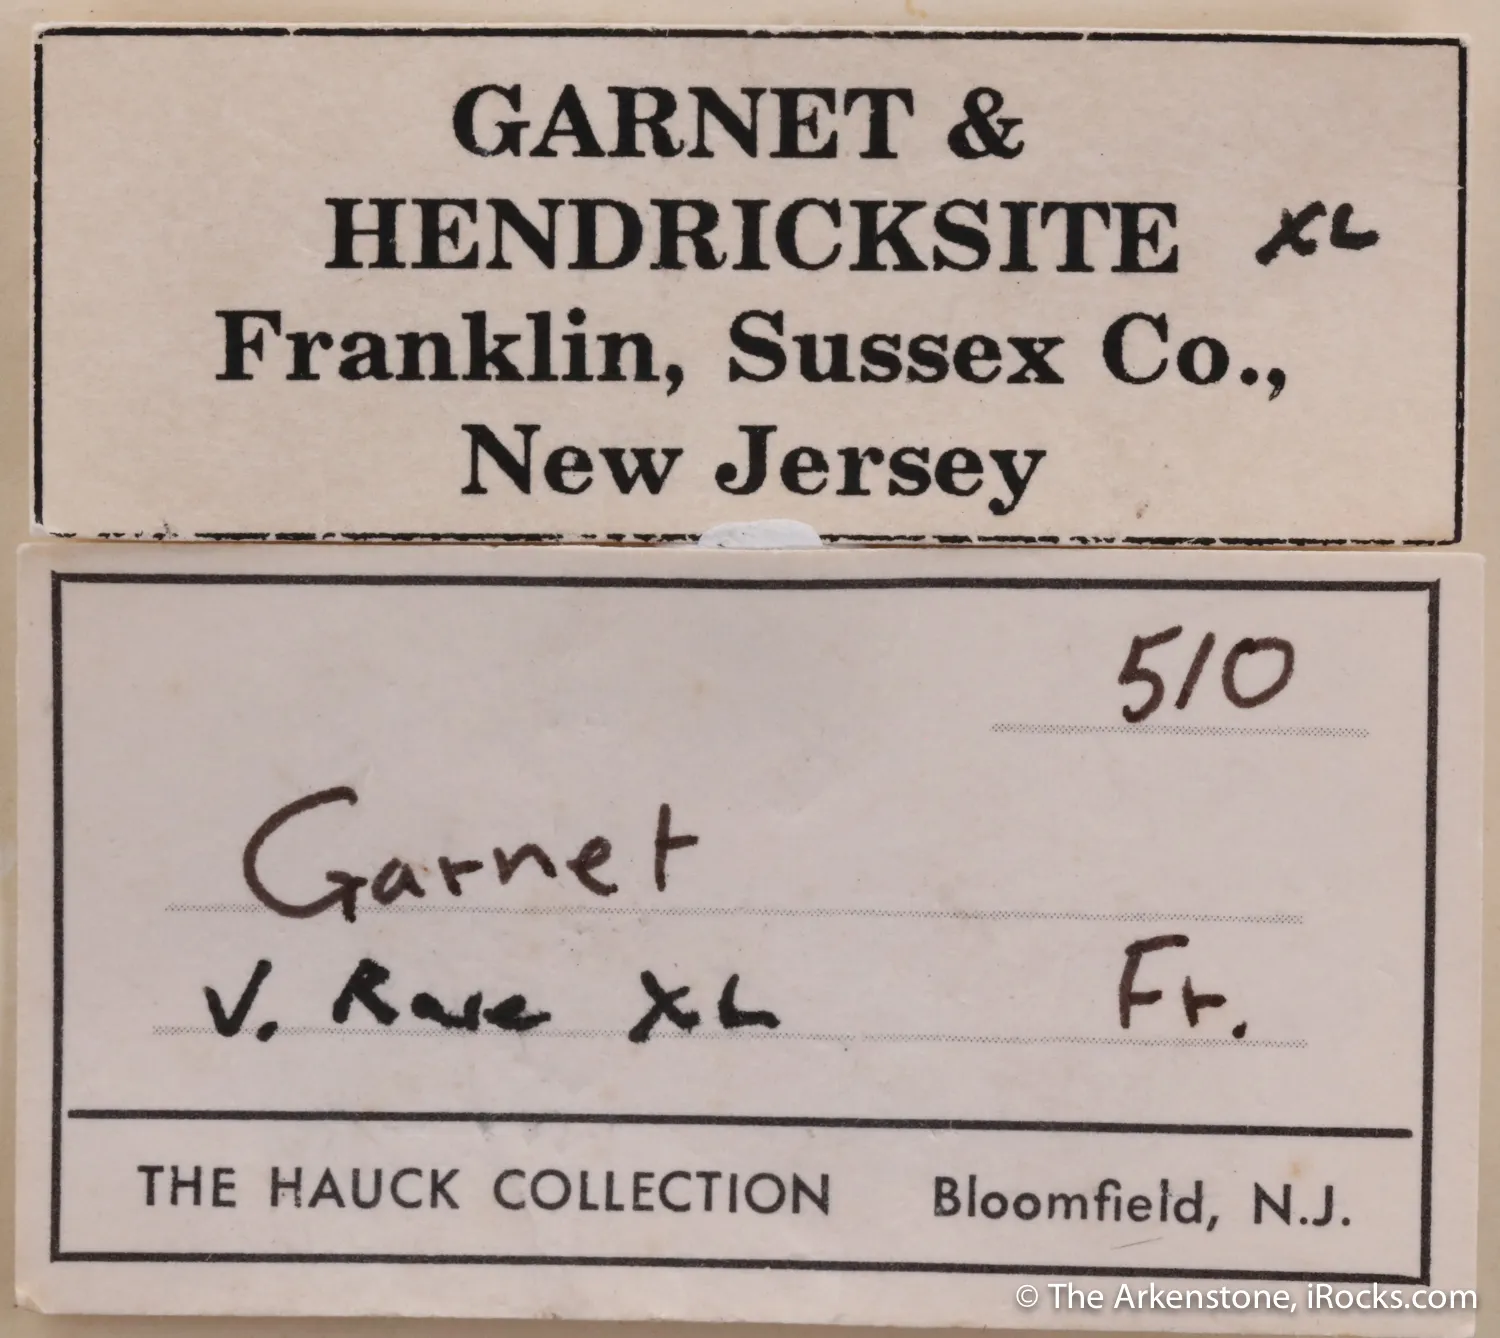 GARNET &
HENDRICKSITE XL
Franklin, Sussex Co.,
New Jersey
510
Garnet
V. Rare XL Fr.
THE HAUCK COLLECTION Bloomfield, N.J.
© The Arkenstone, iRocks.com